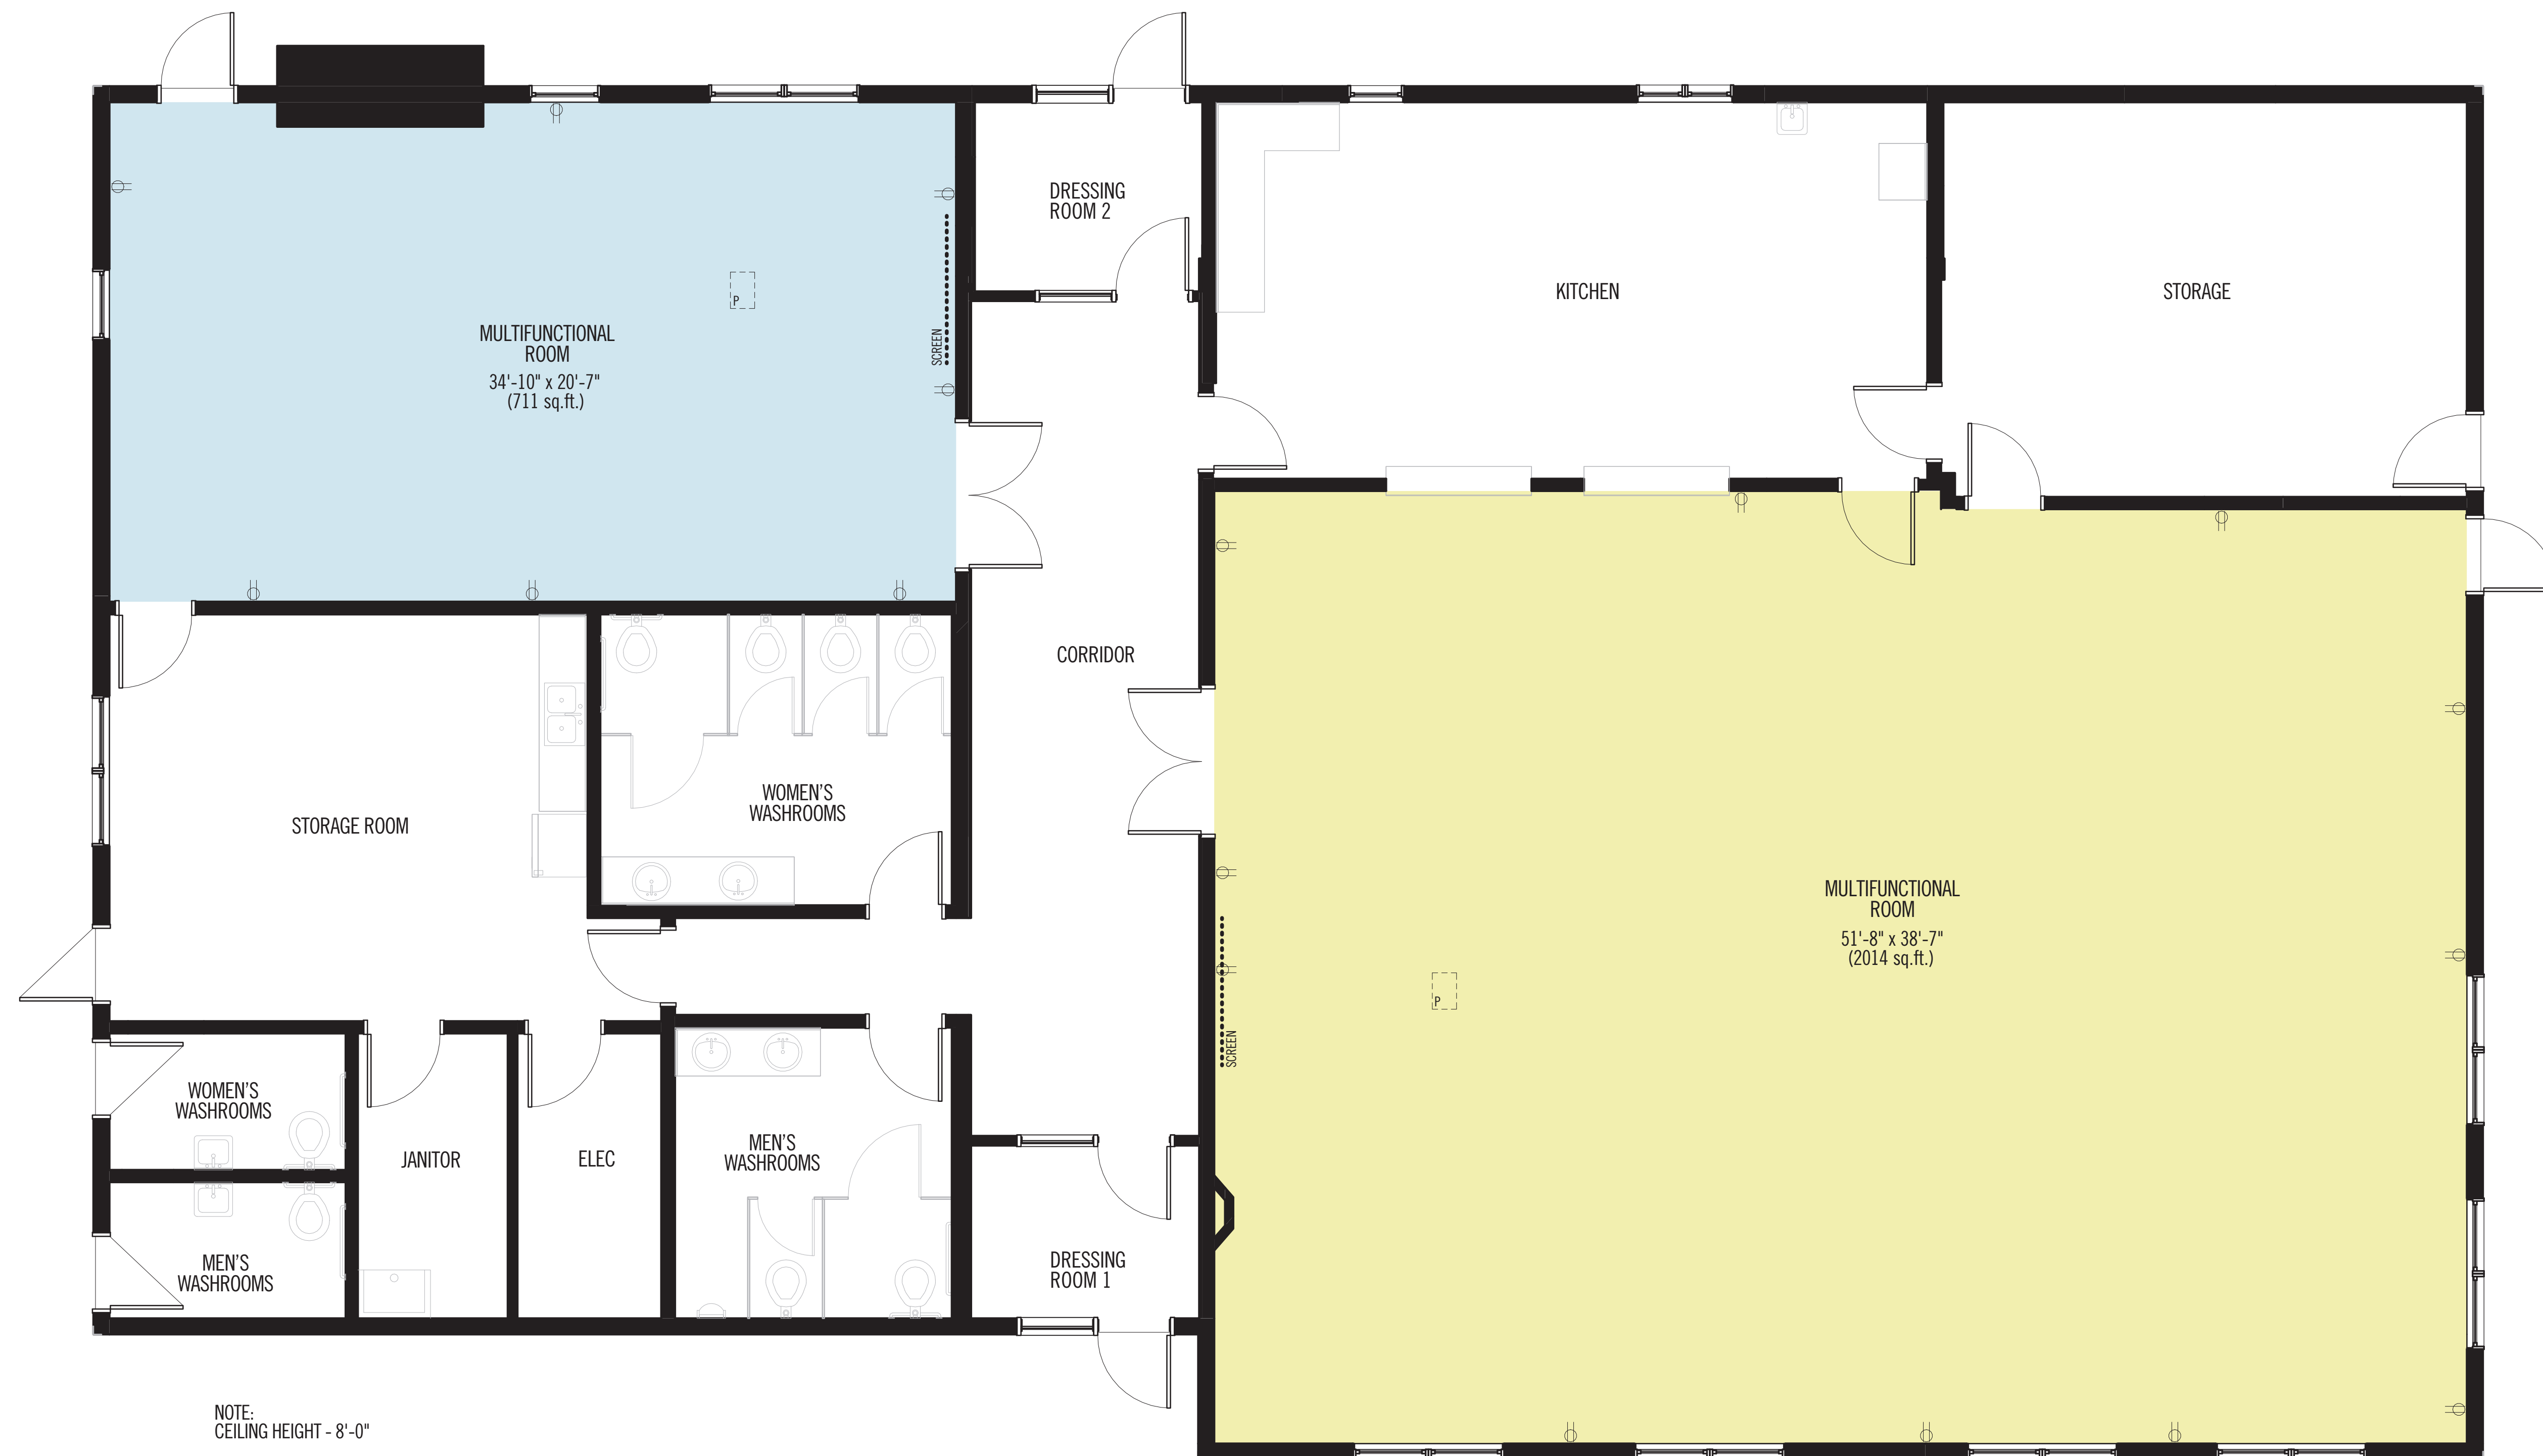 DRESSING
ROOM 2
KITCHEN
STORAGE
MULTIFUNCTIONAL
ROOM
34'-10" x 20'-7"
(711 sq.ft.)
P
SCREEN
CORRIDOR
STORAGE ROOM
WOMEN'S
WASHROOMS
MULTIFUNCTIONAL
ROOM
51'-8" x 38'-7"
(2014 sq.ft.)
P
SCREEN
WOMEN'S
WASHROOMS
JANITOR
ELEC
MEN'S
WASHROOMS
MEN'S
WASHROOMS
DRESSING
ROOM 1
NOTE:
CEILING HEIGHT - 8'-0"